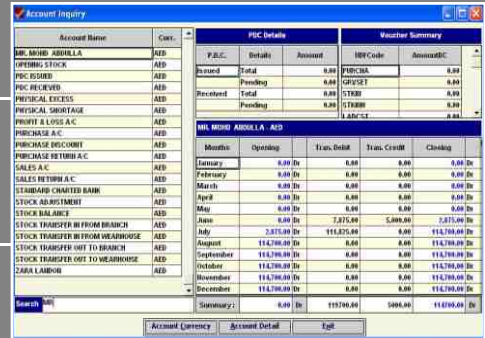 Account Inquiry
Account Name Curr.
MR. MOHD ABDULLA AED
OPENING STOCK AED
PDC ISSUED AED
PDC RECIEVED AED
PHYSICAL EXCESS AED
PHYSICAL SHORTAGE AED
PROFIT & LOSS A/C AED
PURCHASE A/C AED
PURCHASE DISCOUNT AED
PURCHASE RETURN A/C AED
SALES A/C AED
SALES RETURN A/C AED
STANDARD CHARTED BANK AED
STOCK ADJUSTMENT AED
STOCK BALANCE AED
STOCK TRANSFER IN FROM BRANCH AED
STOCK TRANSFER IN FROM WEARHOUSE AED
STOCK TRANSFER OUT TO BRANCH AED
STOCK TRANSFER OUT TO WEARHOUSE AED
ZARA LANDON AED
Search MR
PDC Details
P.D.C. Details Amount
Issued Total 0.00
Pending 0.00
Received Total 0.00
Pending 0.00
Voucher Summary
AmountBC
PURCHA 0.00
GRVSET 0.00
STKBI 0.00
0.00
LABCST 0.00
MR. MOHD ABDULLA - AED
Months Opening Tran. Debit Tran. Credit Closing
January 0.00 Dr 0.00 0.00 0.00 Dr
February 0.00 Dr 0.00 0.00 0.00 Dr
March 0.00 Dr 0.00 0.00 0.00 Dr
April 0.00 Dr 0.00 0.00 0.00 Dr
May 0.00 Dr 0.00 0.00 0.00 Dr
June 0.00 Dr 7,875.00 5,000.00 2,875.00 Dr
July 2,875.00 Dr 111,825.00 0.00 114,700.00 Dr
August 114,700.00 Dr 0.00 0.00 114,700.00 Dr
September 114,700.00 Dr 0.00 0.00 114,700.00 Dr
October 114,700.00 Dr 0.00 0.00 114,700.00 Dr
November 114,700.00 Dr 0.00 0.00 114,700.00 Dr
December 114,700.00 Dr 0.00 0.00 114,700.00 Dr
Summary: 0.00 Dr 119700.00 5000.00 114700.00 Dr
Account Currency Account Detail Exit